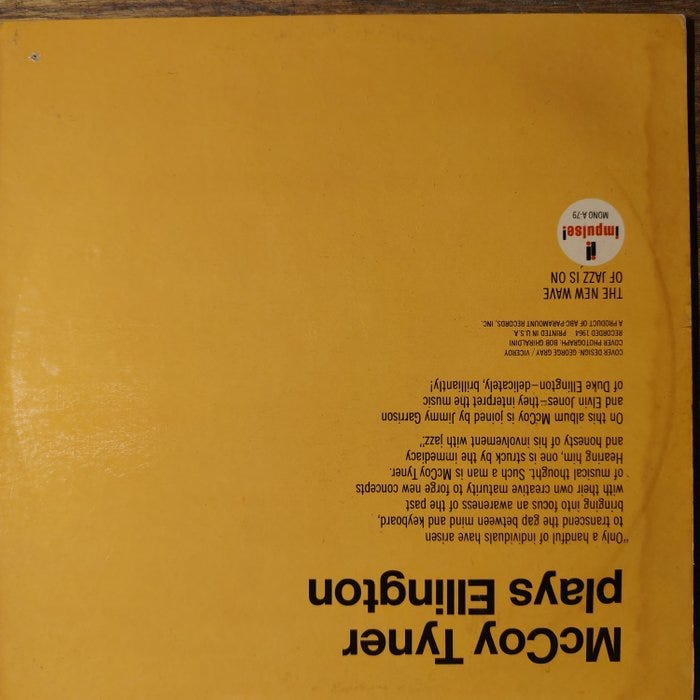 McCoy Tyner
plays Ellington
"Only a handful of individuals have arisen
to transcend the gap between mind and keyboard,
bringing into focus an awareness of the past
with their own creative maturity to forge new concepts
of musical thought. Such a man is McCoy Tyner.
Hearing him, one is struck by the immediacy
and honesty of his involvement with jazz."
On this album McCoy is joined by Jimmy Garrison
and Elvin Jones—they interpret the music
of Duke Ellington—delicately, brilliantly!
COVER DESIGN: GEORGE GRAY / VICEROY
COVER PHOTOGRAPH: BOB GHIRALDINI
RECORDED 1964 PRINTED IN U.S.A.
A PRODUCT OF ABC-PARAMOUNT RECORDS, INC.
THE NEW WAVE
OF JAZZ IS ON
impulse!
MONO A-79